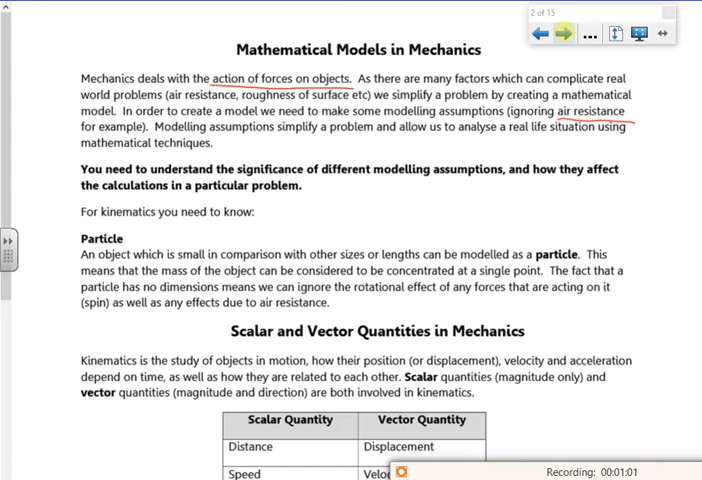 2 of 15
Mathematical Models in Mechanics
Mechanics deals with the action of forces on objects. As there are many factors which can complicate real
world problems (air resistance, roughness of surface etc) we simplify a problem by creating a mathematical
model. In order to create a model we need to make some modelling assumptions (ignoring air resistance
for example). Modelling assumptions simplify a problem and allow us to analyse a real life situation using
mathematical techniques.
You need to understand the significance of different modelling assumptions, and how they affect
the calculations in a particular problem.
For kinematics you need to know:
Particle
An object which is small in comparison with other sizes or lengths can be modelled as a particle. This
means that the mass of the object can be considered to be concentrated at a single point. The fact that a
particle has no dimensions means we can ignore the rotational effect of any forces that are acting on it
(spin) as well as any effects due to air resistance.
Scalar and Vector Quantities in Mechanics
Kinematics is the study of objects in motion, how their position (or displacement), velocity and acceleration
depend on time, as well as how they are related to each other. Scalar quantities (magnitude only) and
vector quantities (magnitude and direction) are both involved in kinematics.
Scalar Quantity Vector Quantity
Distance Displacement
Speed
Recording: 00:01:01